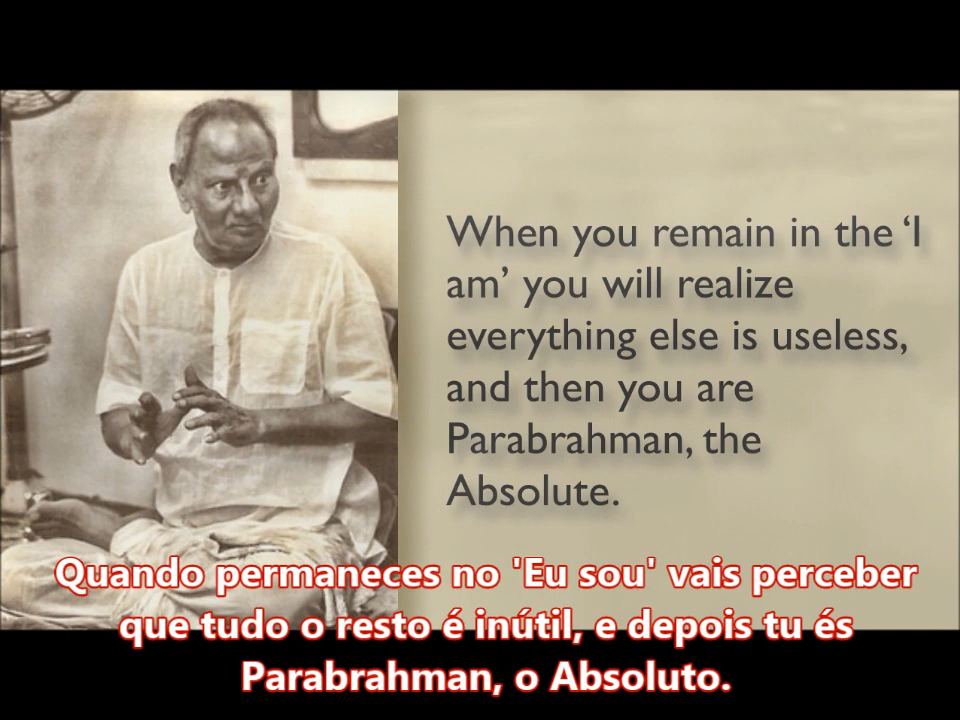 When you remain in the ‘I
am’ you will realize
everything else is useless,
and then you are
Parabrahman, the
Absolute.
Quando permaneces no 'Eu sou' vais perceber
que tudo o resto é inútil, e depois tu és
Parabrahman, o Absoluto.